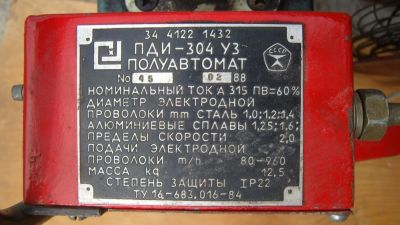 34 4122 1432
ПДИ-304 У3
ПОЛУАВТОМАТ
СССР
No 45 . 02 88
НОМИНАЛЬНЫЙ ТОК А 315 ПВ=60%
ДИАМЕТР ЭЛЕКТРОДНОЙ
ПРОВОЛОКИ mm СТАЛЬ 1,0;1,2;1,4
АЛЮМИНИЕВЫЕ СПЛАВЫ 1,25;1,6;
ПРЕДЕЛЫ СКОРОСТИ 2,0
ПОДАЧИ ЭЛЕКТРОДНОЙ
ПРОВОЛОКИ m/h 80-960
МАССА kg 12,5
СТЕПЕНЬ ЗАЩИТЫ IP22
ТУ 16-683.016-84